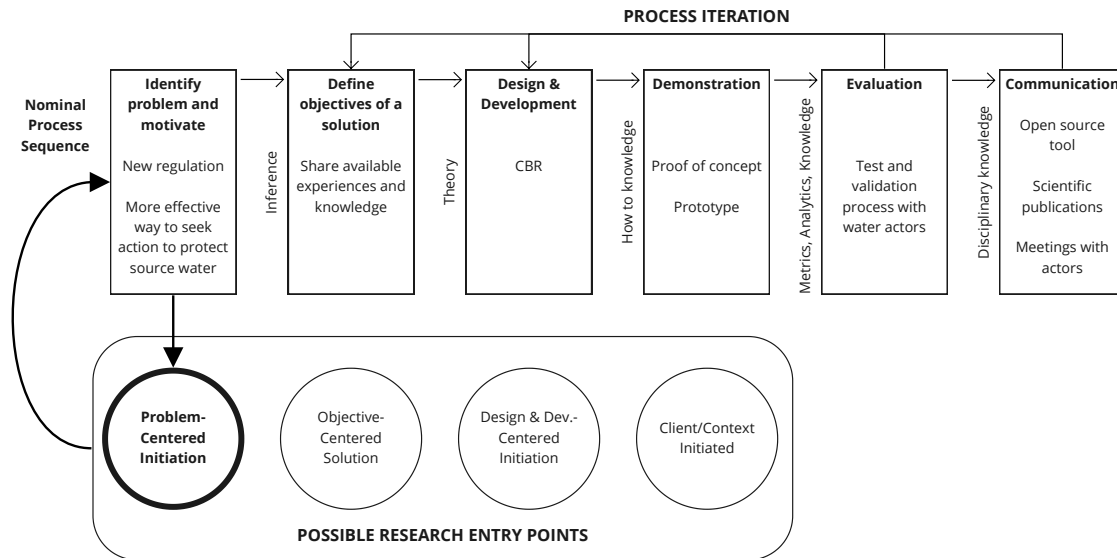 PROCESS ITERATION
Nominal
Process
Sequence
Identify
problem and
motivate
New regulation
More effective
way to seek
action to protect
source water
Inference
Define
objectives of a
solution
Share available
experiences and
knowledge
Theory
Design &
Development
CBR
How to knowledge
Demonstration
Proof of concept
Prototype
Metrics, Analytics, Knowledge
Evaluation
Test and
validation
process with
water actors
Disciplinary knowledge
Communication
Open source
tool
Scientific
publications
Meetings with
actors
Problem-
Centered
Initiation
Objective-
Centered
Solution
Design & Dev.-
Centered
Initiation
Client/Context
Initiated
POSSIBLE RESEARCH ENTRY POINTS